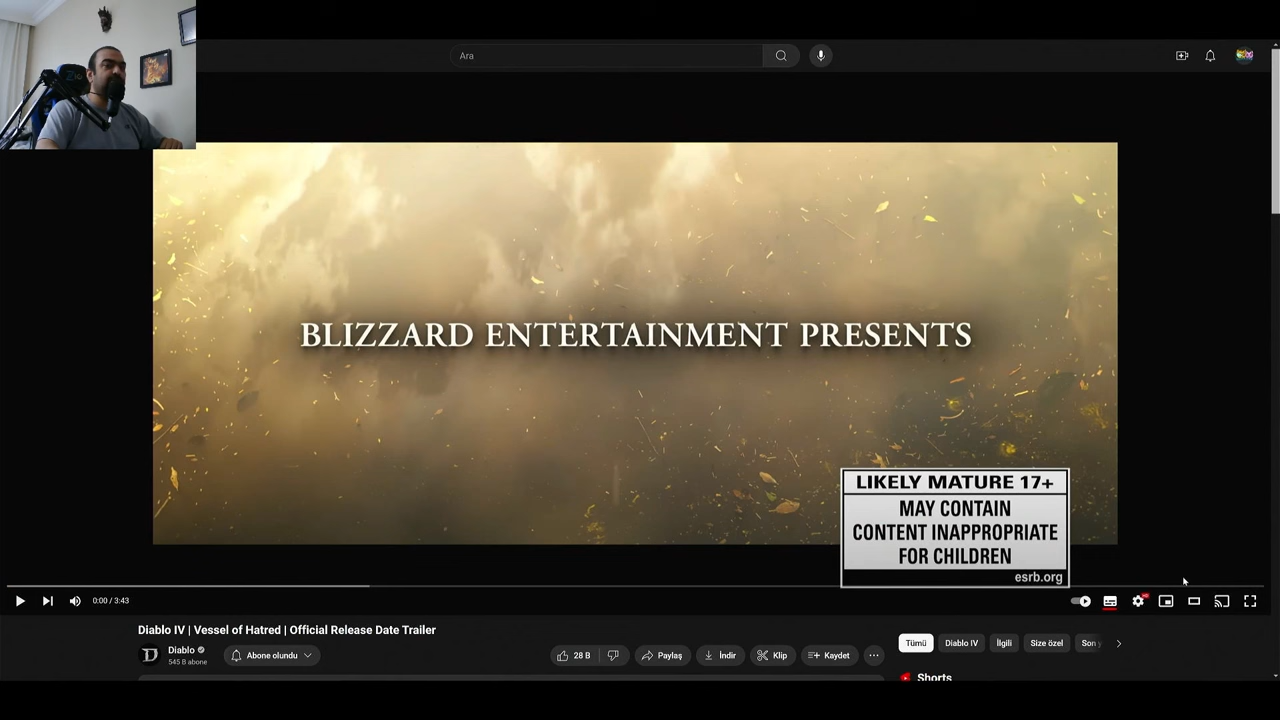 Ara
BLIZZARD ENTERTAINMENT PRESENTS
LIKELY MATURE 17+
MAY CONTAIN
CONTENT INAPPROPRIATE
FOR CHILDREN
esrb.org
0:00 / 3:43
Diablo IV | Vessel of Hatred | Official Release Date Trailer
Diablo
545 B abone
Abone olundu
28 B
Paylaş
İndir
Klip
Kaydet
Tümü
Diablo IV
İlgili
Size özel
Son
Shorts